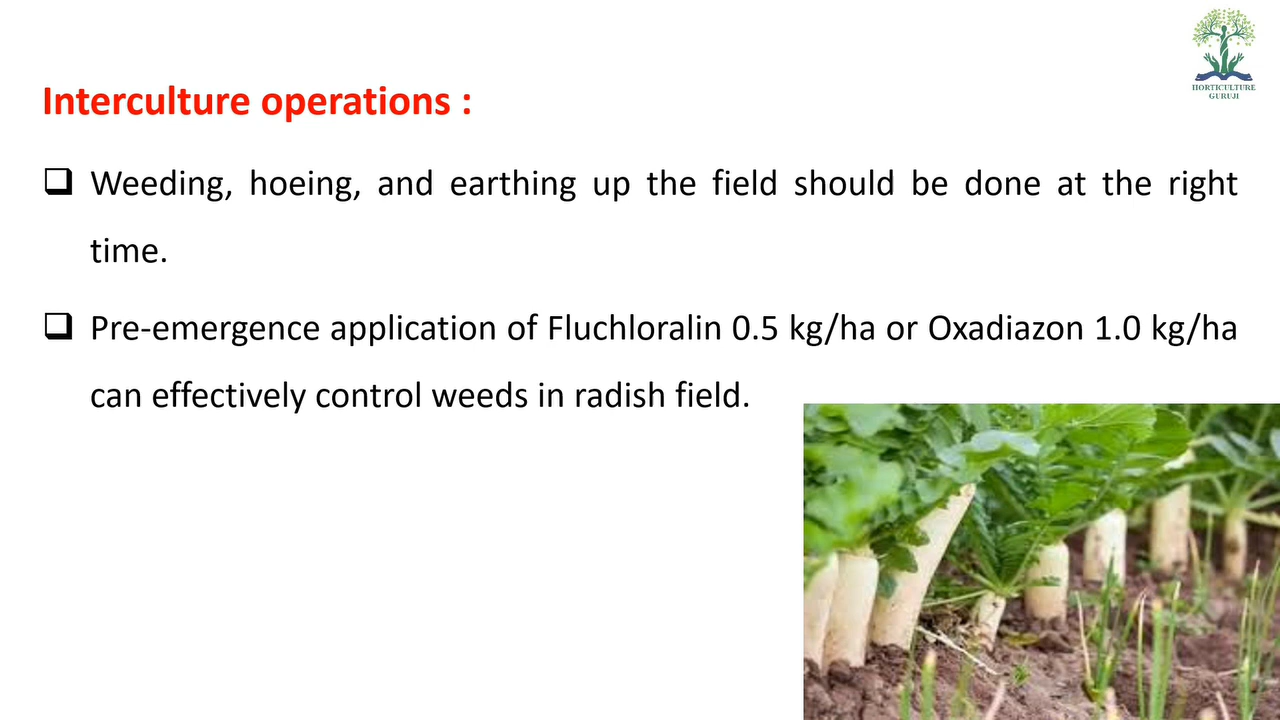 HORTICULTURE
GURUJI
Interculture operations :
Weeding, hoeing, and earthing up the field should be done at the right
time.
Pre-emergence application of Fluchloralin 0.5 kg/ha or Oxadiazon 1.0 kg/ha
can effectively control weeds in radish field.